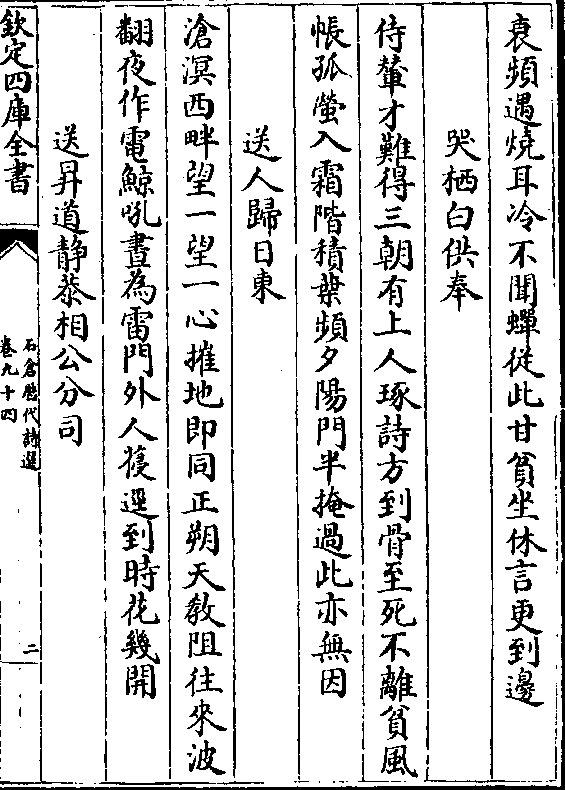 衰頻遇燒耳冷不聞蟬從此甘貧坐休言更到邊
哭栖白供奉
侍輦才難得三朝有上人琢詩方到骨至死不離貧風
帳孤螢入霜階積葉頻夕陽門半掩過此亦無因
送人歸日東
滄溟西畔望一望一心摧地即同正朔天教阻往來波
翻夜作電鯨吼晝為雷門外人葠逕到時花幾開
送昇道靜恭相公分司
欽定四庫全書
石倉歴代詩選
卷九十四
二